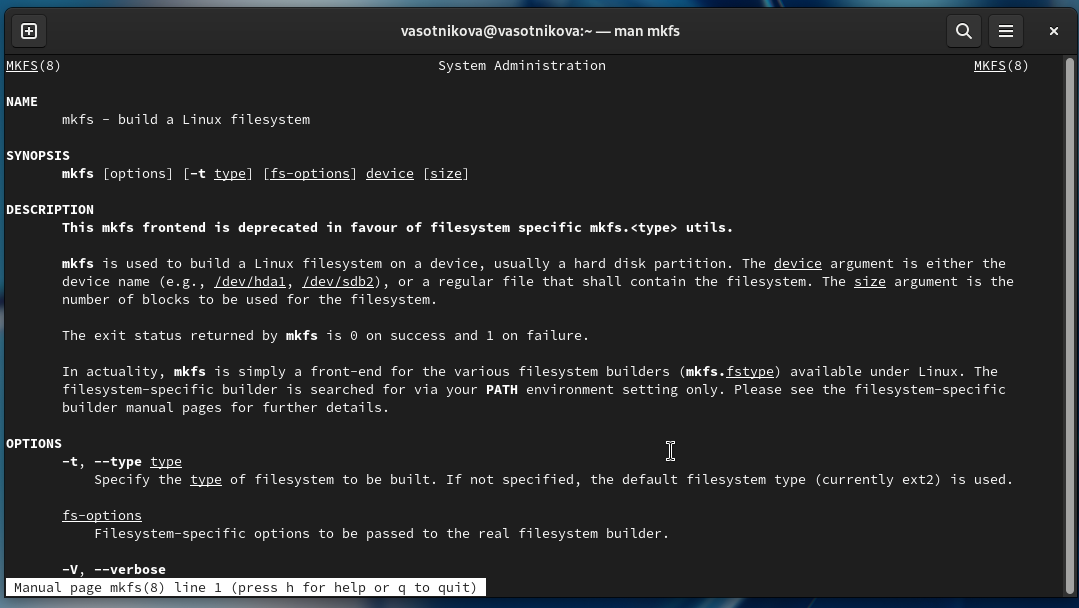 vasotnikova@vasotnikova:~ — man mkfs
MKFS(8) System Administration MKFS(8)
NAME
mkfs - build a Linux filesystem
SYNOPSIS
mkfs [options] [-t type] [fs-options] device [size]
DESCRIPTION
This mkfs frontend is deprecated in favour of filesystem specific mkfs.<type> utils.
mkfs is used to build a Linux filesystem on a device, usually a hard disk partition. The device argument is either the
device name (e.g., /dev/hda1, /dev/sdb2), or a regular file that shall contain the filesystem. The size argument is the
number of blocks to be used for the filesystem.
The exit status returned by mkfs is 0 on success and 1 on failure.
In actuality, mkfs is simply a front-end for the various filesystem builders (mkfs.fstype) available under Linux. The
filesystem-specific builder is searched for via your PATH environment setting only. Please see the filesystem-specific
builder manual pages for further details.
OPTIONS
-t, --type type
Specify the type of filesystem to be built. If not specified, the default filesystem type (currently ext2) is used.
fs-options
Filesystem-specific options to be passed to the real filesystem builder.
-V, --verbose
Manual page mkfs(8) line 1 (press h for help or q to quit)